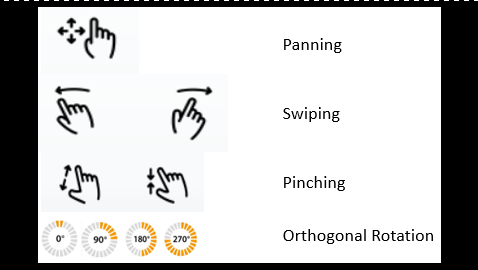 Panning
Swiping
Pinching
0° 90° 180° 270° Orthogonal Rotation